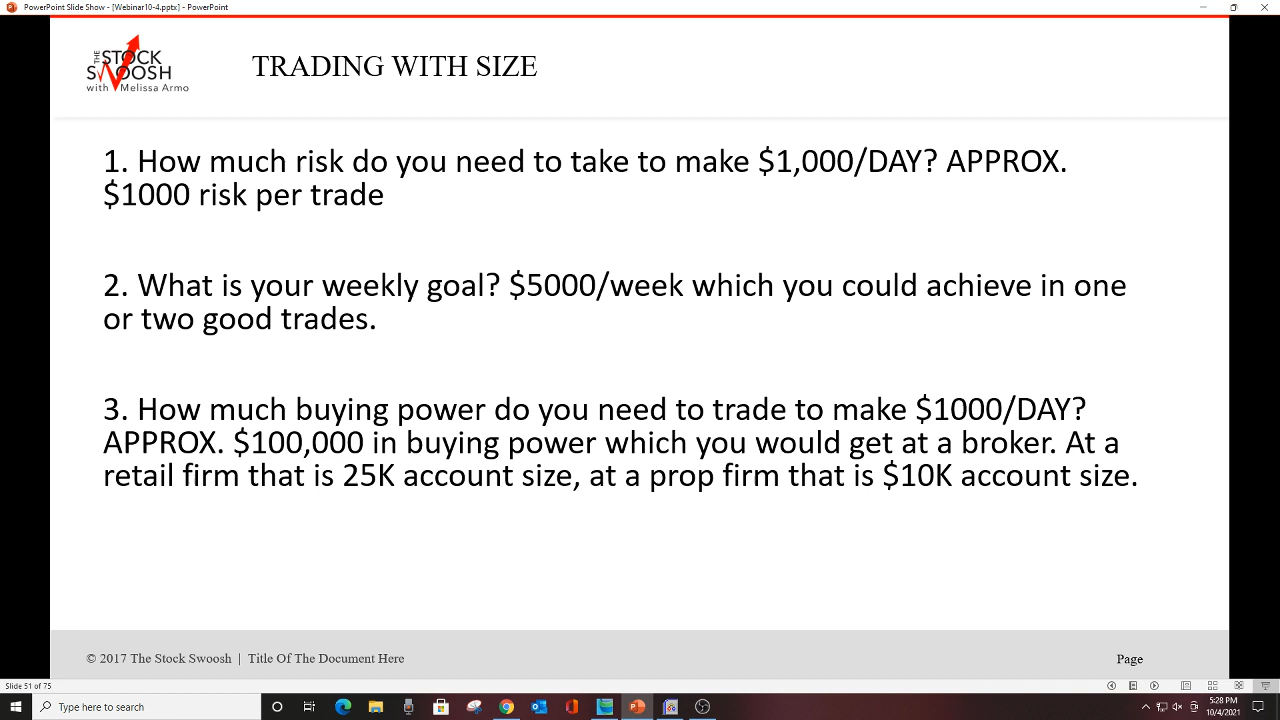 PowerPoint Slide Show - [Webinar10-4.pptx] - PowerPoint
THE
STOCK
SWOOSH
with Melissa Armo
TRADING WITH SIZE
1. How much risk do you need to take to make $1,000/DAY? APPROX.
$1000 risk per trade
2. What is your weekly goal? $5000/week which you could achieve in one
or two good trades.
3. How much buying power do you need to trade to make $1000/DAY?
APPROX. $100,000 in buying power which you would get at a broker. At a
retail firm that is 25K account size, at a prop firm that is $10K account size.
© 2017 The Stock Swoosh | Title Of The Document Here
Page
Slide 51 of 75
Type here to search
5:28 PM
10/4/2021